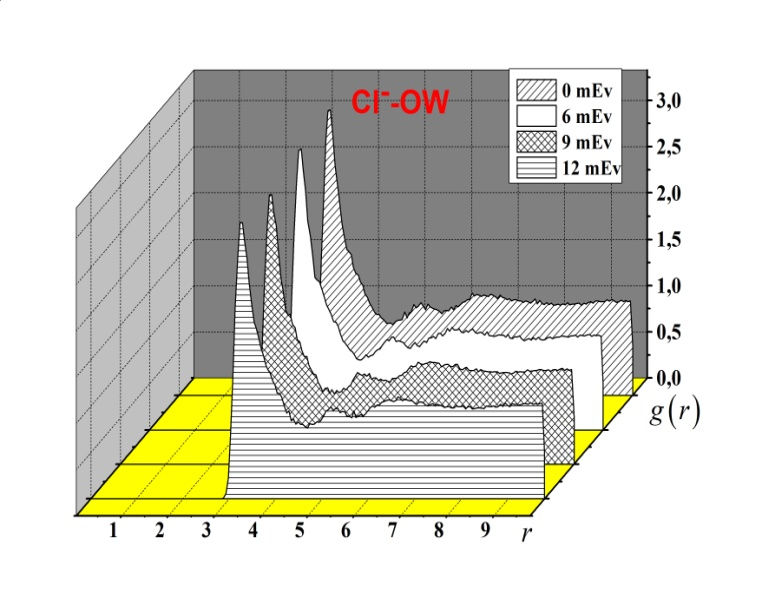 Cl⁻-OW
0 mEv
6 mEv
9 mEv
12 mEv
3,0
2,5
2,0
1,5
1,0
0,5
0,0
g(r)
1 2 3 4 5 6 7 8 9 r